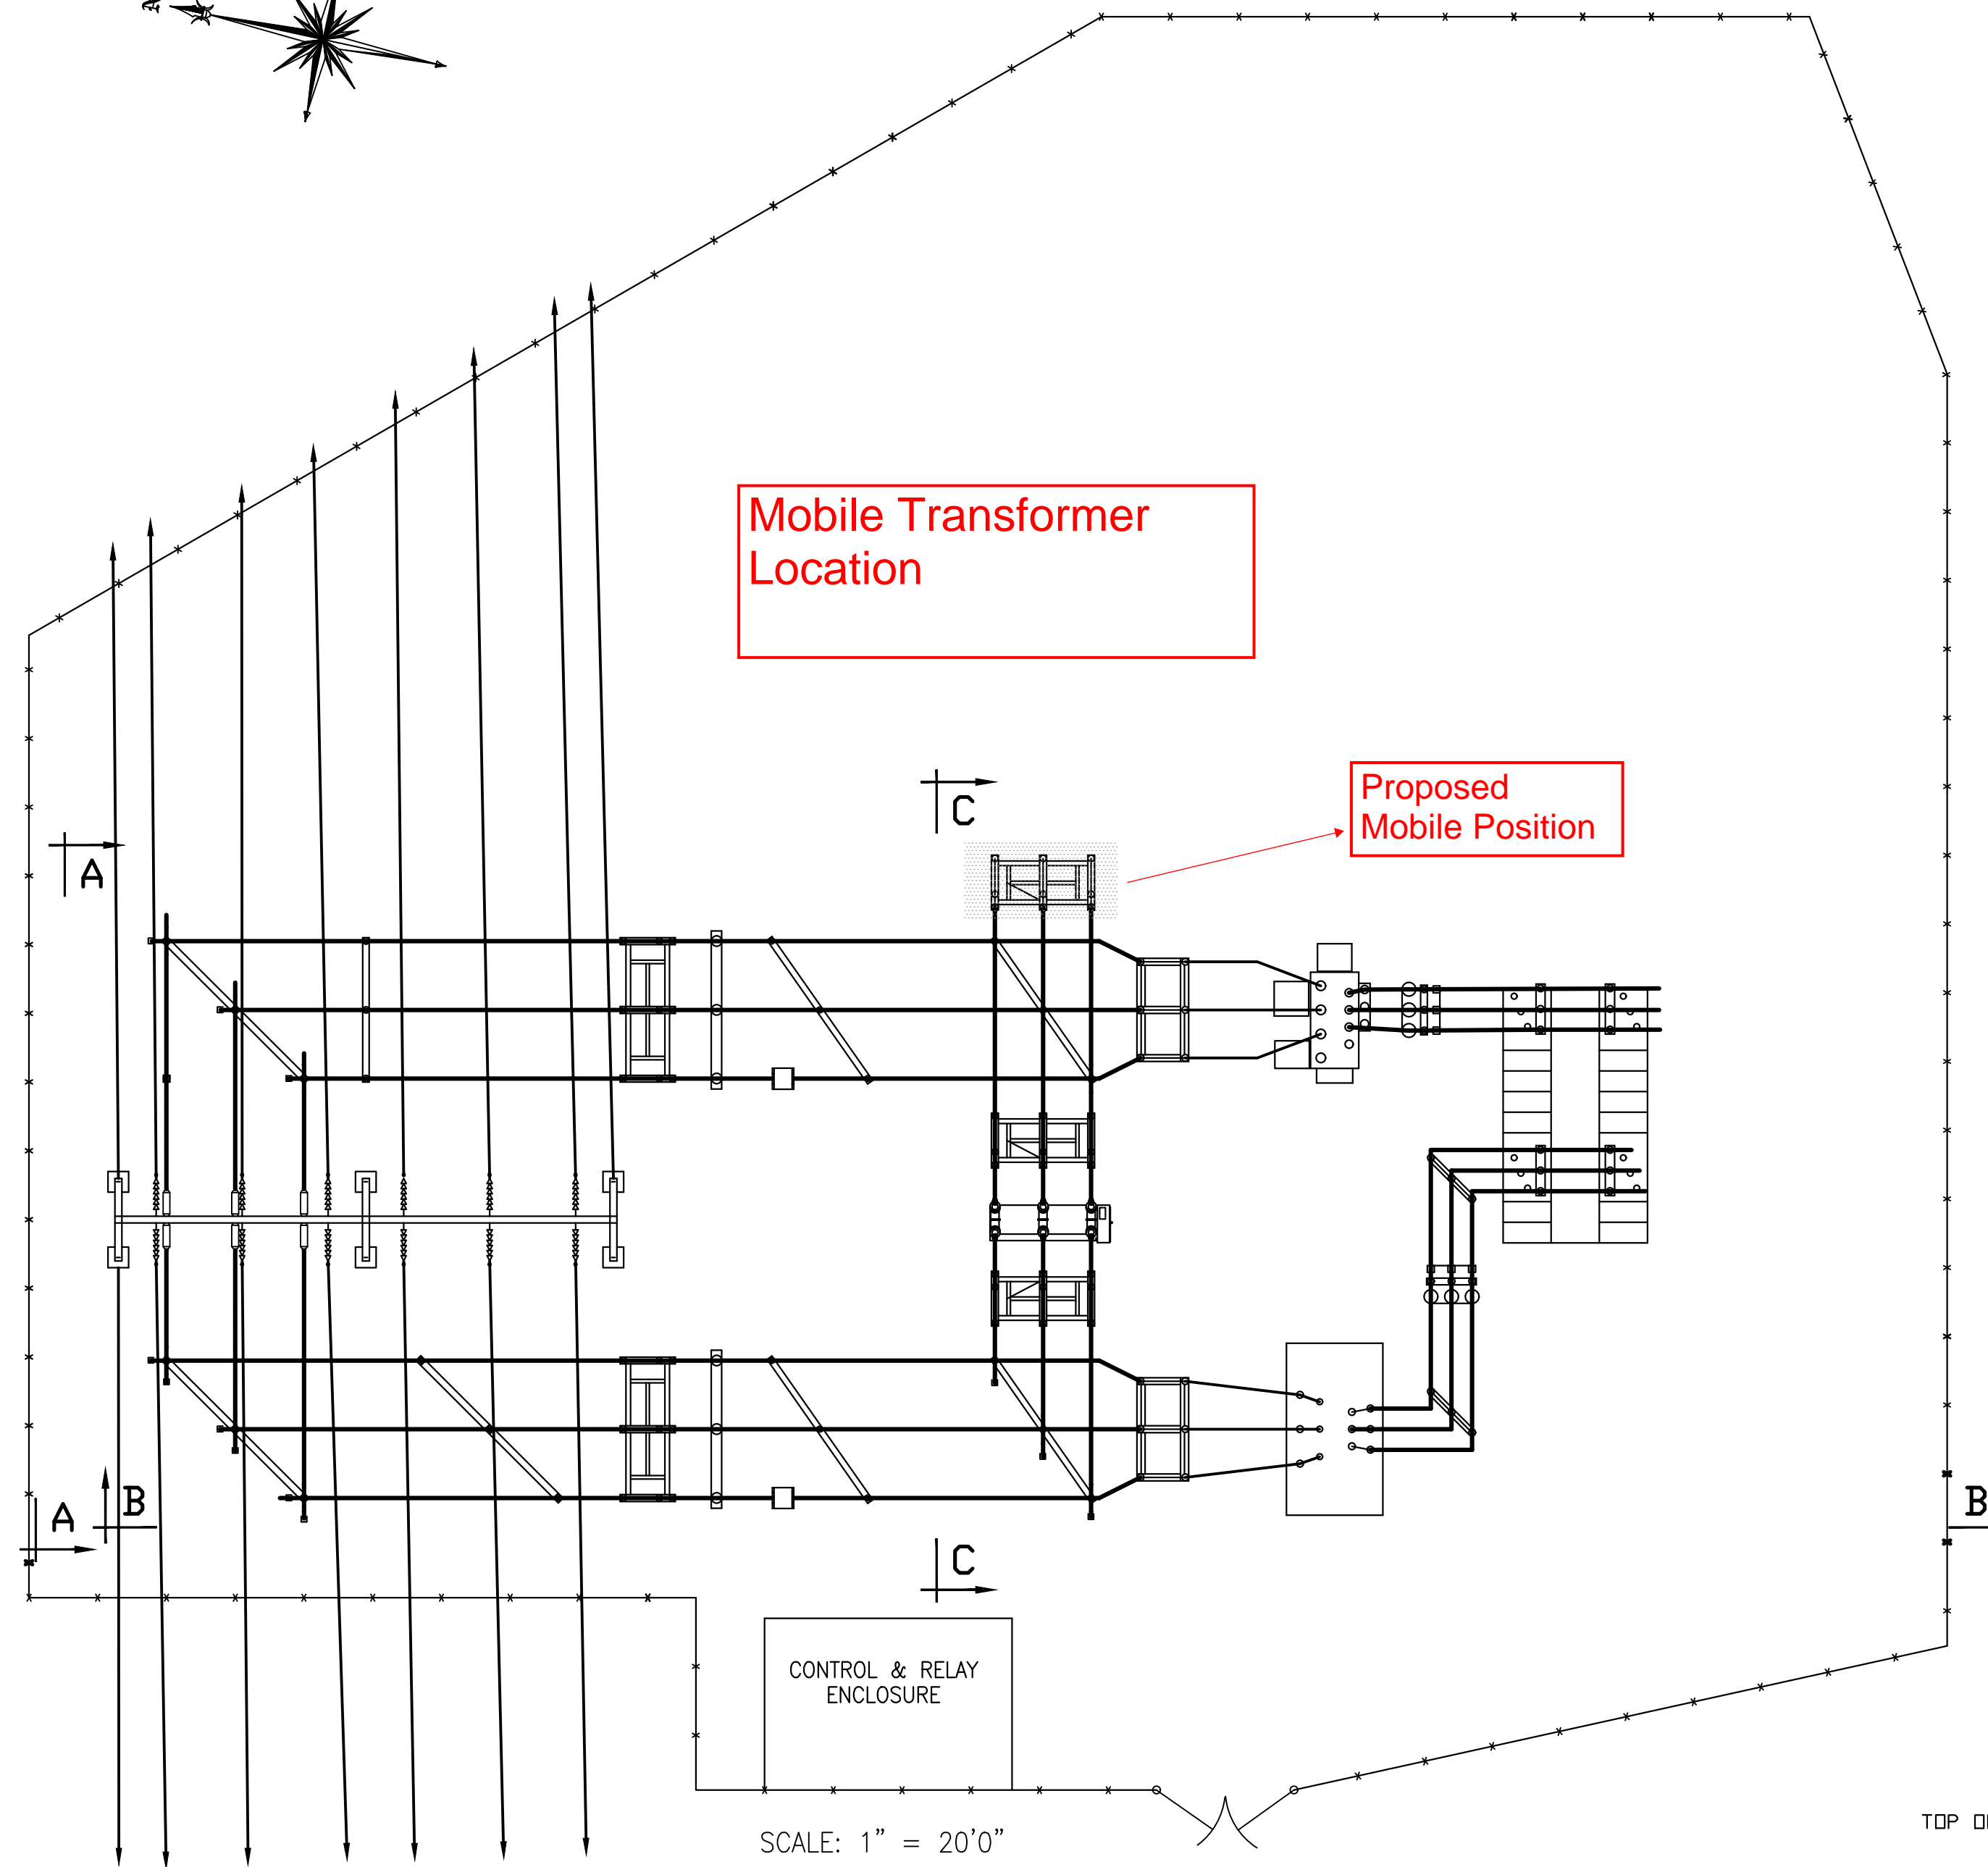 Mobile Transformer
Location
C
Proposed
Mobile Position
A
A
B
B
C
CONTROL & RELAY
ENCLOSURE
SCALE: 1" = 20'0"
TOP